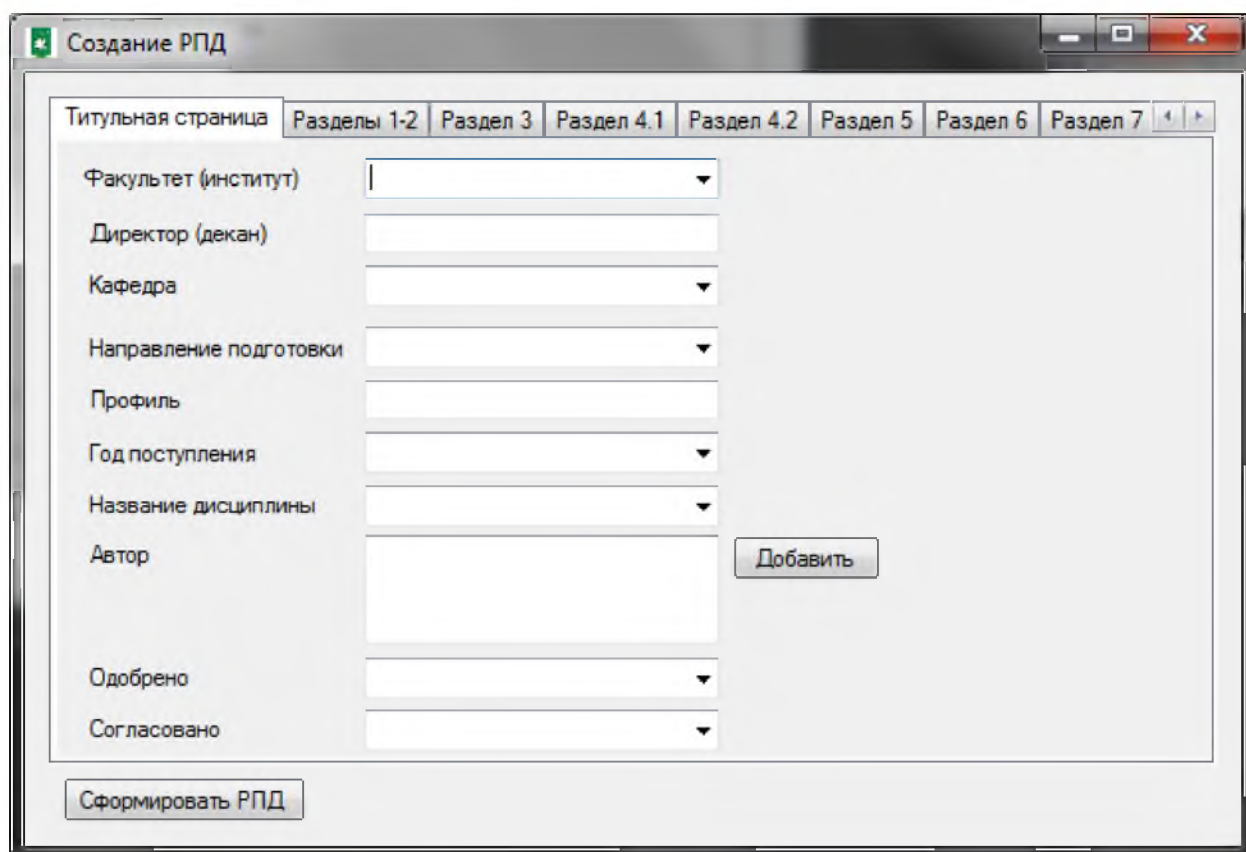 Создание РПД
Титульная страница Разделы 1-2 Раздел 3 Раздел 4.1 Раздел 4.2 Раздел 5 Раздел 6 Раздел 7
Факультет (институт)
Директор (декан)
Кафедра
Направление подготовки
Профиль
Год поступления
Название дисциплины
Автор Добавить
Одобрено
Согласовано
Сформировать РПД